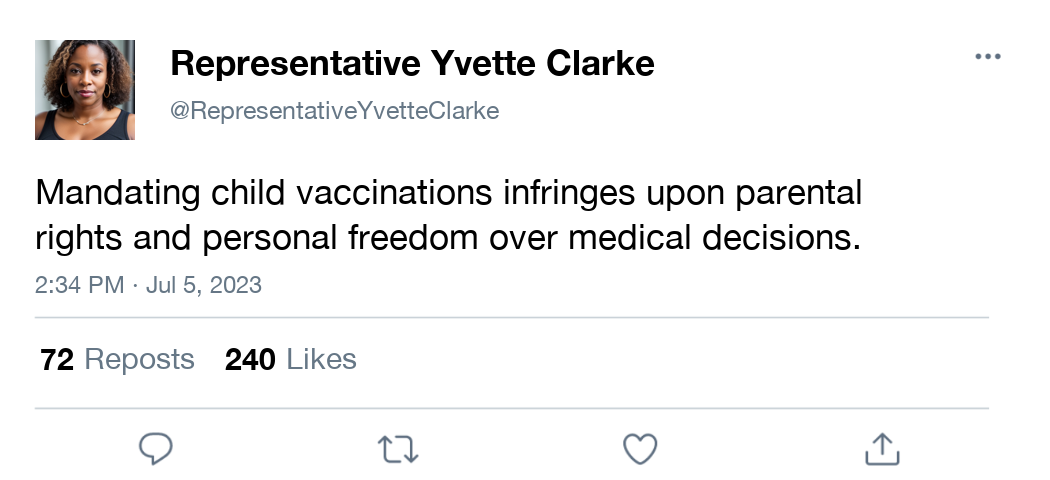 Representative Yvette Clarke
@RepresentativeYvetteClarke
Mandating child vaccinations infringes upon parental
rights and personal freedom over medical decisions.
2:34 PM · Jul 5, 2023
72 Reposts 240 Likes